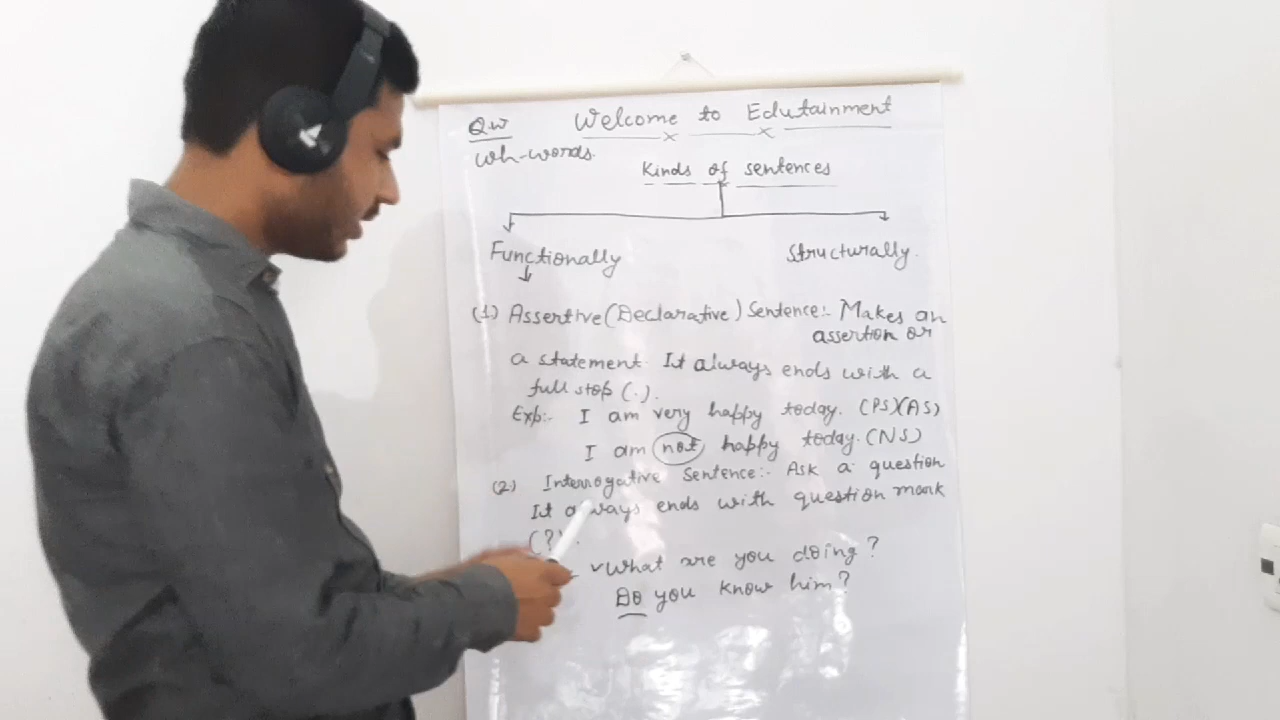 QW
Welcome to Edutainment
Wh-words.
Kinds of sentences
Functionally
Structurally.
(1) Assertive (Declarative) Sentence:- Makes an
assertion or
a statement. It always ends with a
full stop (.).
Exp:- I am very happy today. (PS)(AS)
I am not happy today. (NS)
(2) Interrogative Sentence:- Ask a question
It always ends with question mark
(?).
What are you doing?
Do you know him?